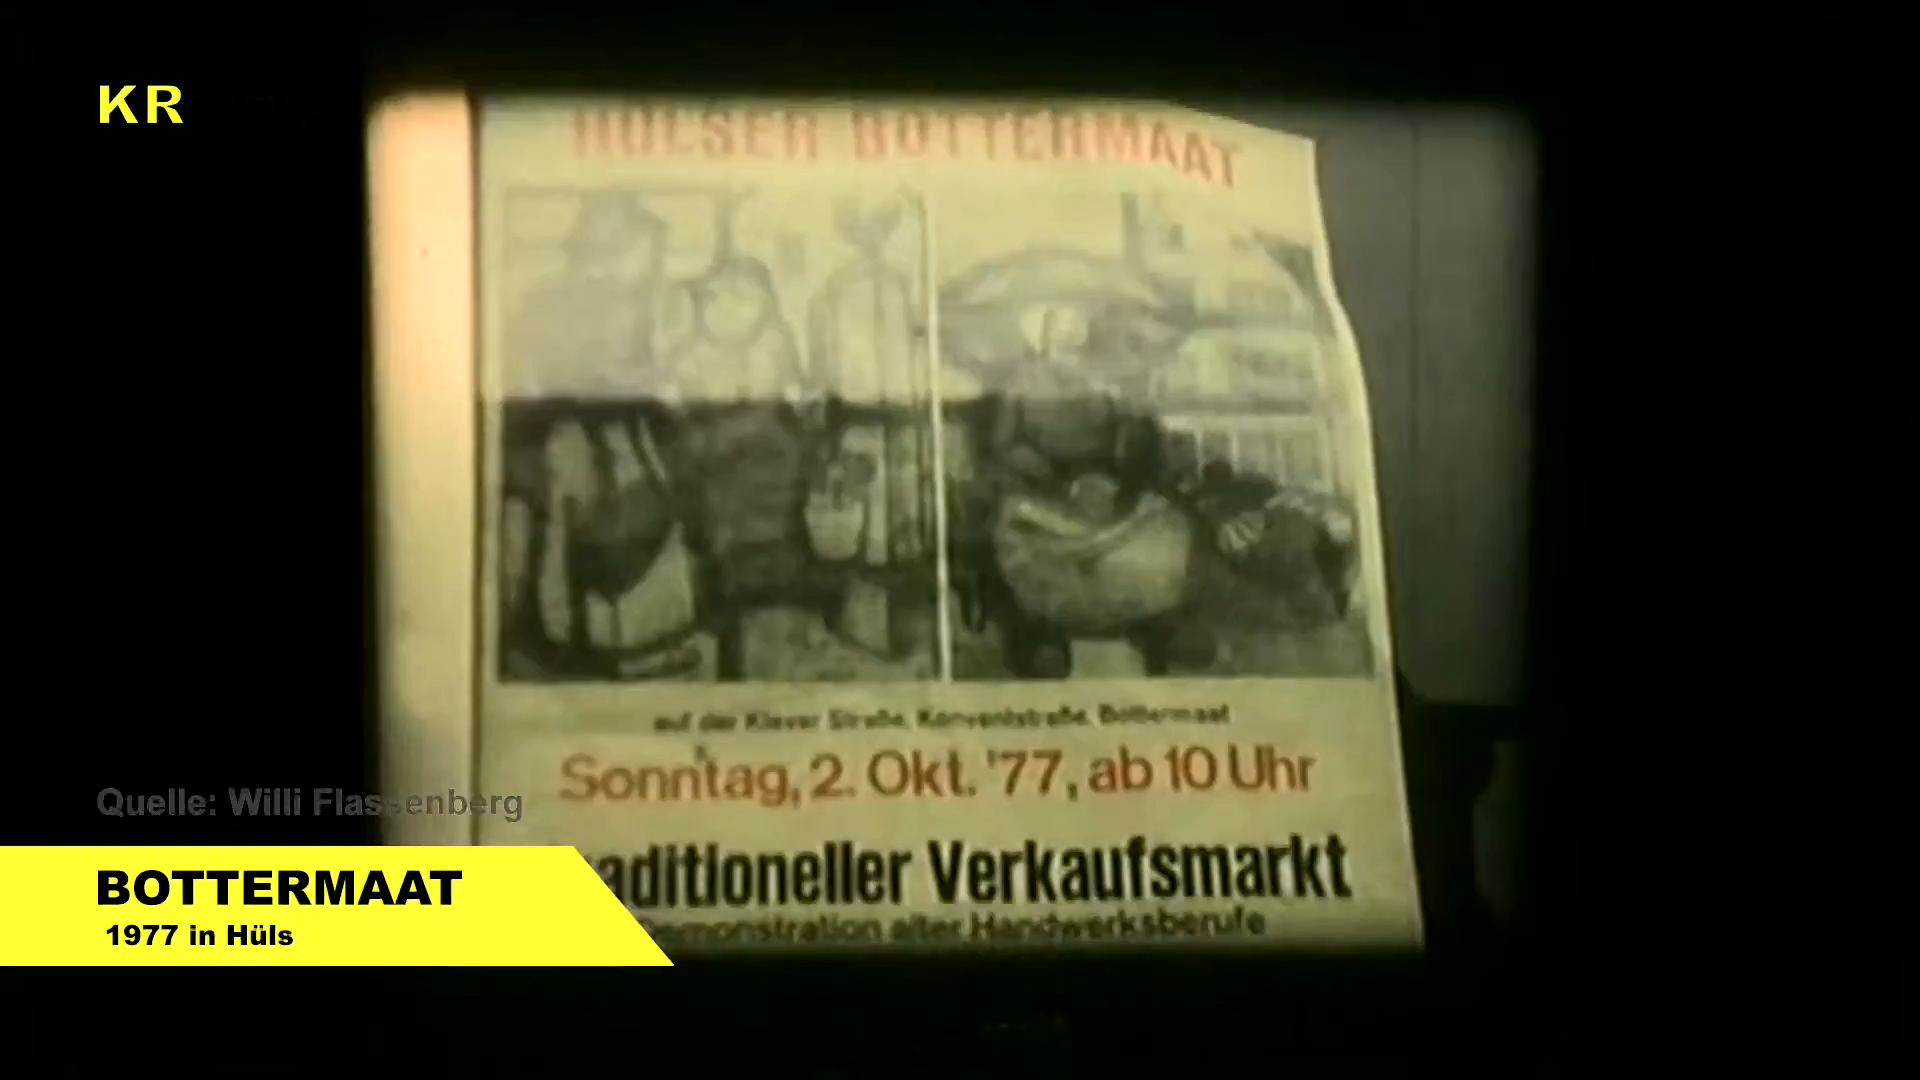 KR
HÜLSER BOTTERMAAT
auf der Klever Straße, Konventstraße, Bottermaat
Sonntag, 2. Okt. '77, ab 10 Uhr
aditioneller Verkaufsmarkt
Demonstration alter Handwerksberufe
Quelle: Willi Flassenberg
BOTTERMAAT
1977 in Hüls